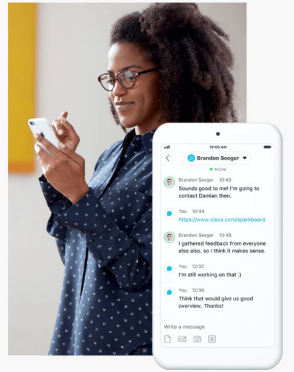 10:05 AM
Brandon Seeger
Active
Brandon Seeger 10:40
Sounds good to me! I'm going to
contact Damian then.
You 10:44
https://www.cisco.com/sparkboard
Brandon Seeger 10:48
I gathered feedback from everyone
else also, so I think it makes sense.
You 12:32
I'm still working on that :)
You 12:36
Think that would give us good
overview. Thanks!
Write a message